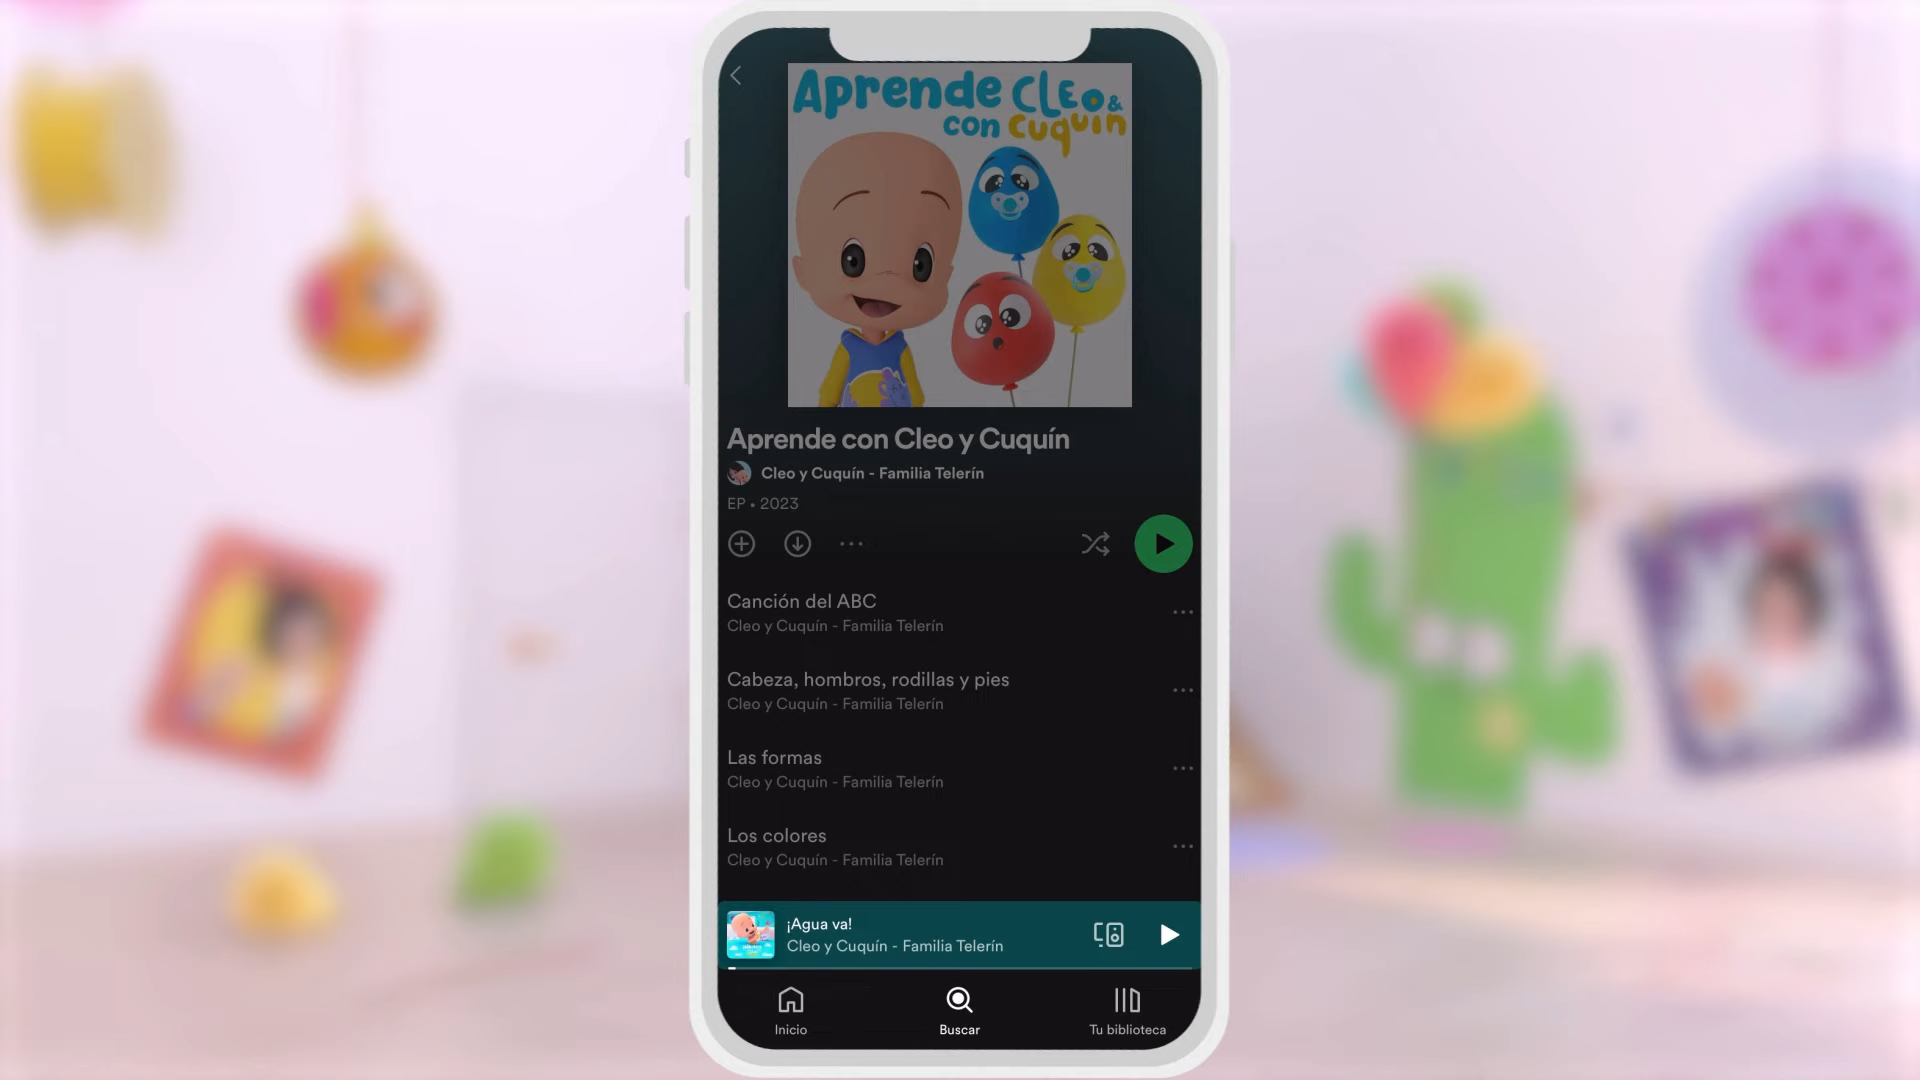 Aprende CLEO &
con Cuquín
Aprende con Cleo y Cuquín
Cleo y Cuquín - Familia Telerín
EP • 2023
Canción del ABC
Cleo y Cuquín - Familia Telerín
Cabeza, hombros, rodillas y pies
Cleo y Cuquín - Familia Telerín
Las formas
Cleo y Cuquín - Familia Telerín
Los colores
Cleo y Cuquín - Familia Telerín
¡Agua va!
Cleo y Cuquín - Familia Telerín
Inicio
Buscar
Tu biblioteca